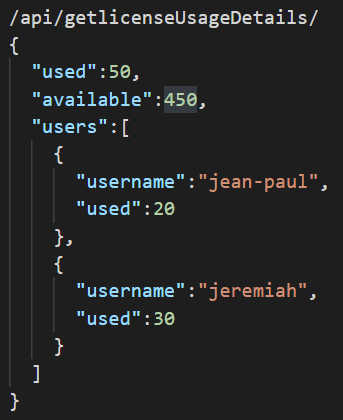 /api/getlicenseUsageDetails/
{
  "used":50,
  "available":450,
  "users":[
    {
      "username":"jean-paul",
      "used":20
    },
    {
      "username":"jeremiah",
      "used":30
    }
  ]
}